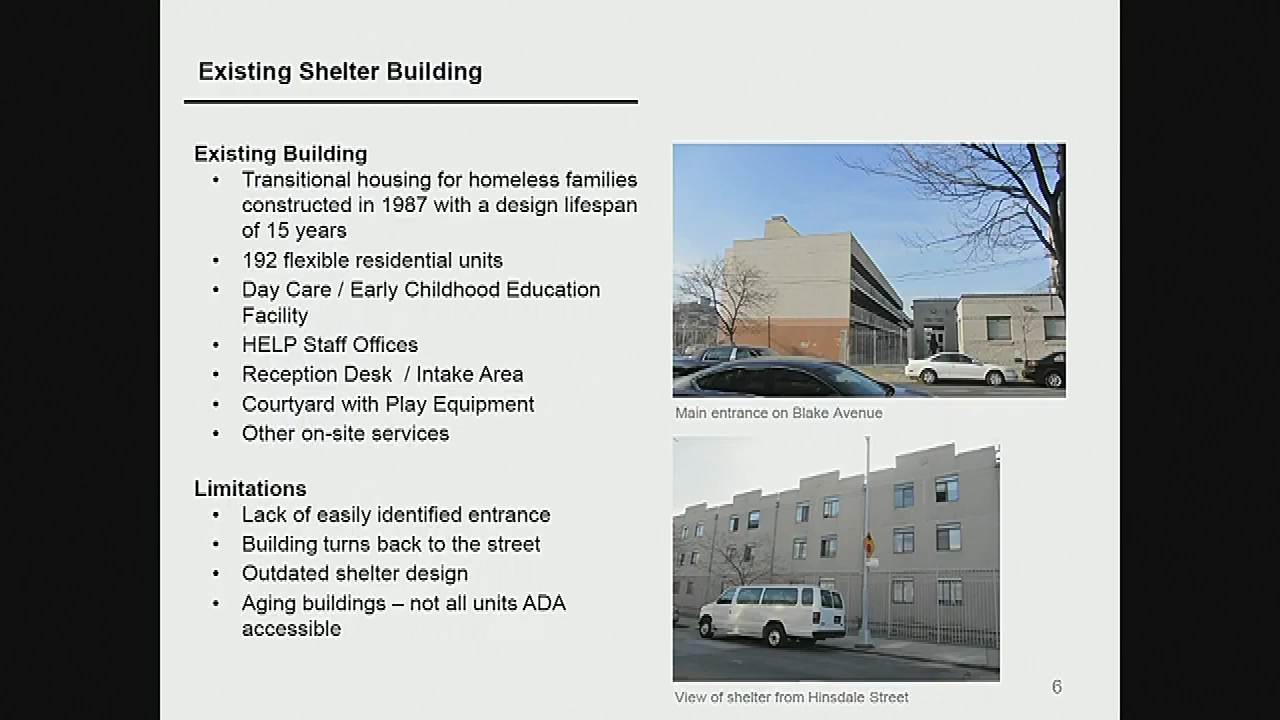 Existing Shelter Building
Existing Building
• Transitional housing for homeless families
constructed in 1987 with a design lifespan
of 15 years
• 192 flexible residential units
• Day Care / Early Childhood Education
Facility
• HELP Staff Offices
• Reception Desk / Intake Area
• Courtyard with Play Equipment
• Other on-site services
Limitations
• Lack of easily identified entrance
• Building turns back to the street
• Outdated shelter design
• Aging buildings – not all units ADA
accessible
Main entrance on Blake Avenue
View of shelter from Hinsdale Street
6